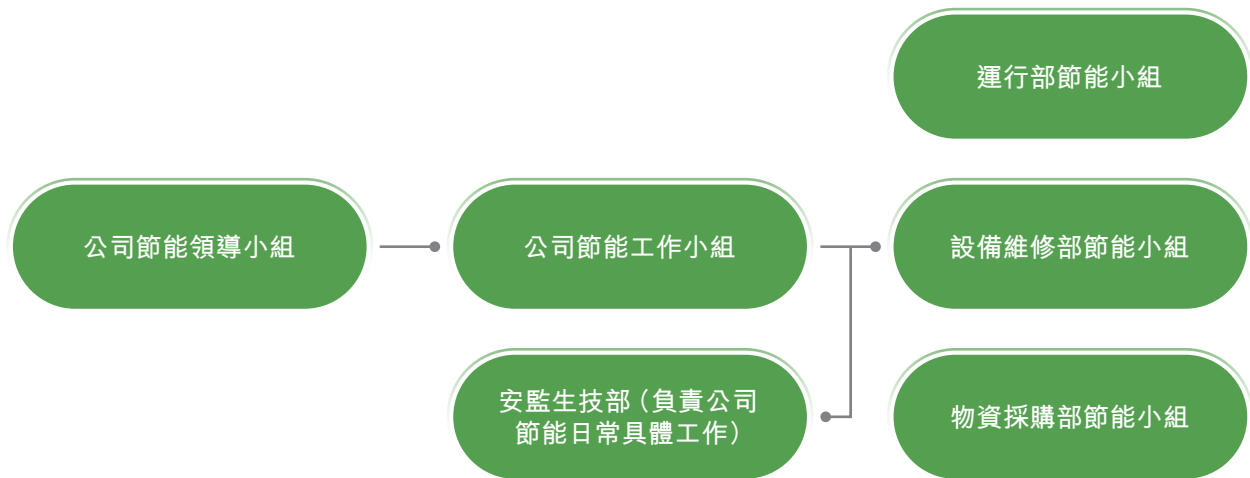 運行部節能小組
公司節能領導小組
公司節能工作小組
設備維修部節能小組
安監生技部（負責公司
節能日常具體工作）
物資採購部節能小組